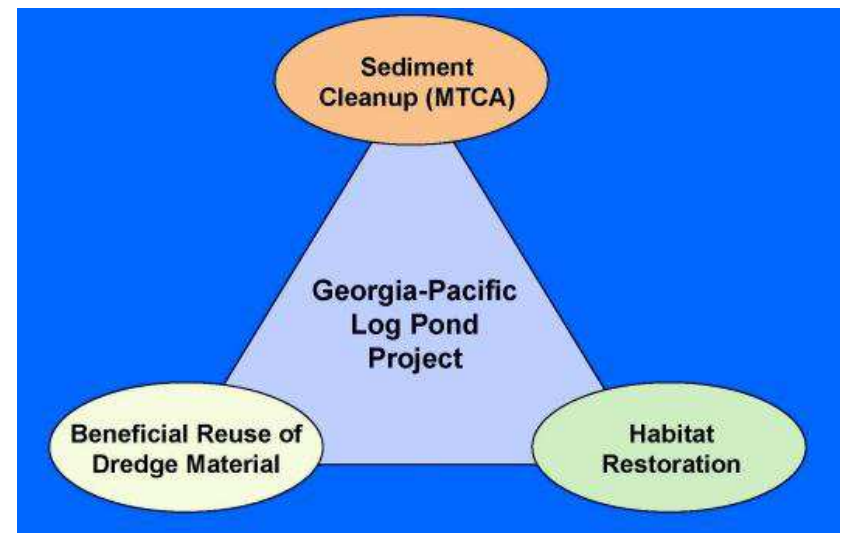 Sediment
Cleanup (MTCA)
Georgia-Pacific
Log Pond
Project
Beneficial Reuse of
Dredge Material
Habitat
Restoration